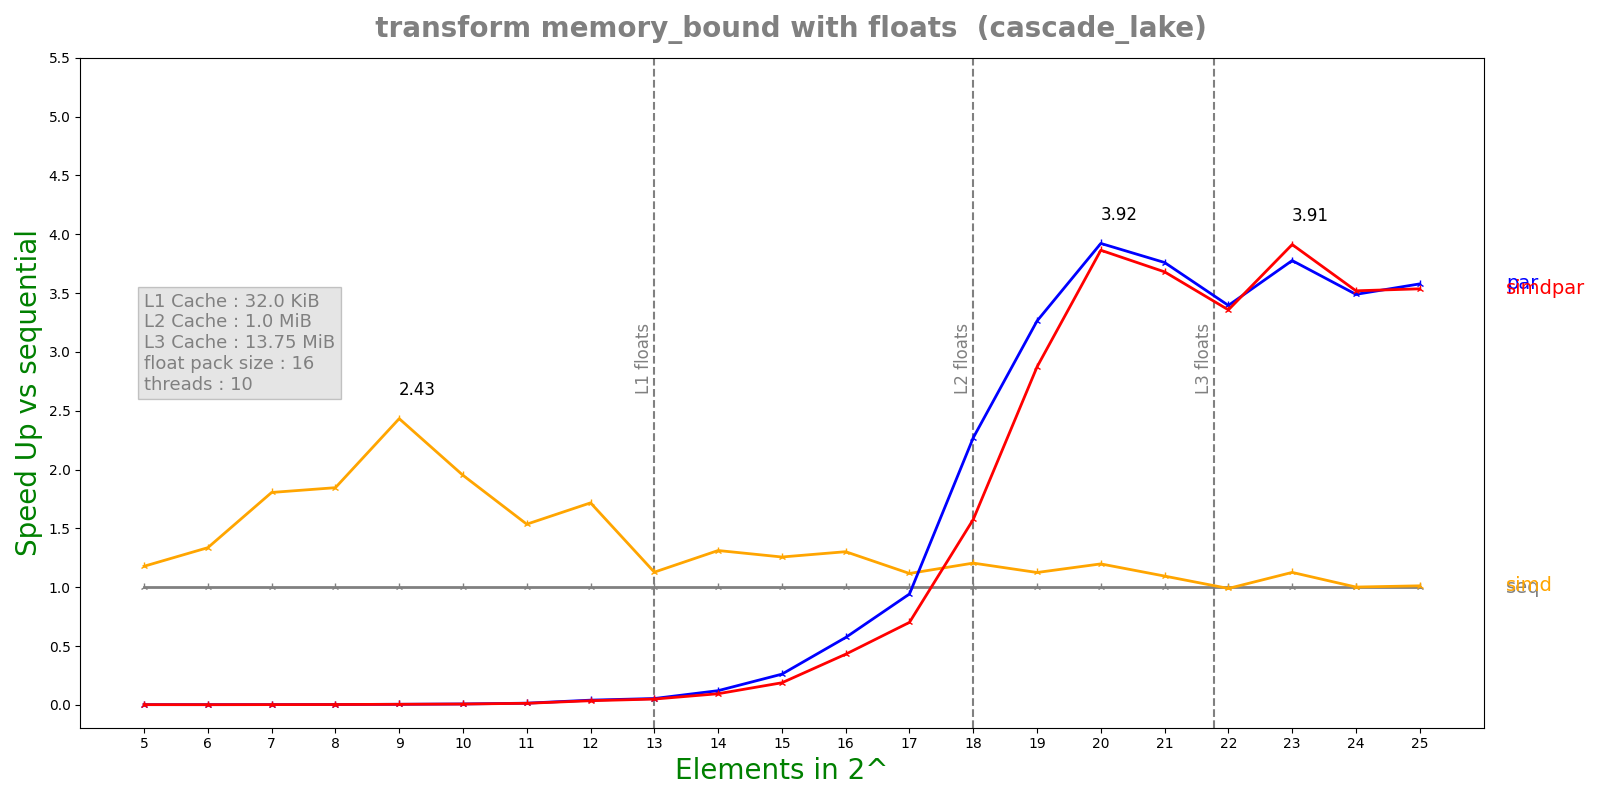 transform memory_bound with floats  (cascade_lake)
Speed Up vs sequential
5.5
5.0
4.5
4.0
3.5
3.0
2.5
2.0
1.5
1.0
0.5
0.0
L1 Cache : 32.0 KiB
L2 Cache : 1.0 MiB
L3 Cache : 13.75 MiB
float pack size : 16
threads : 10
2.43
3.92
3.91
L1 floats
L2 floats
L3 floats
par
simdpar
simd
seq
5 6 7 8 9 10 11 12 13 14 15 16 17 18 19 20 21 22 23 24 25
Elements in 2^